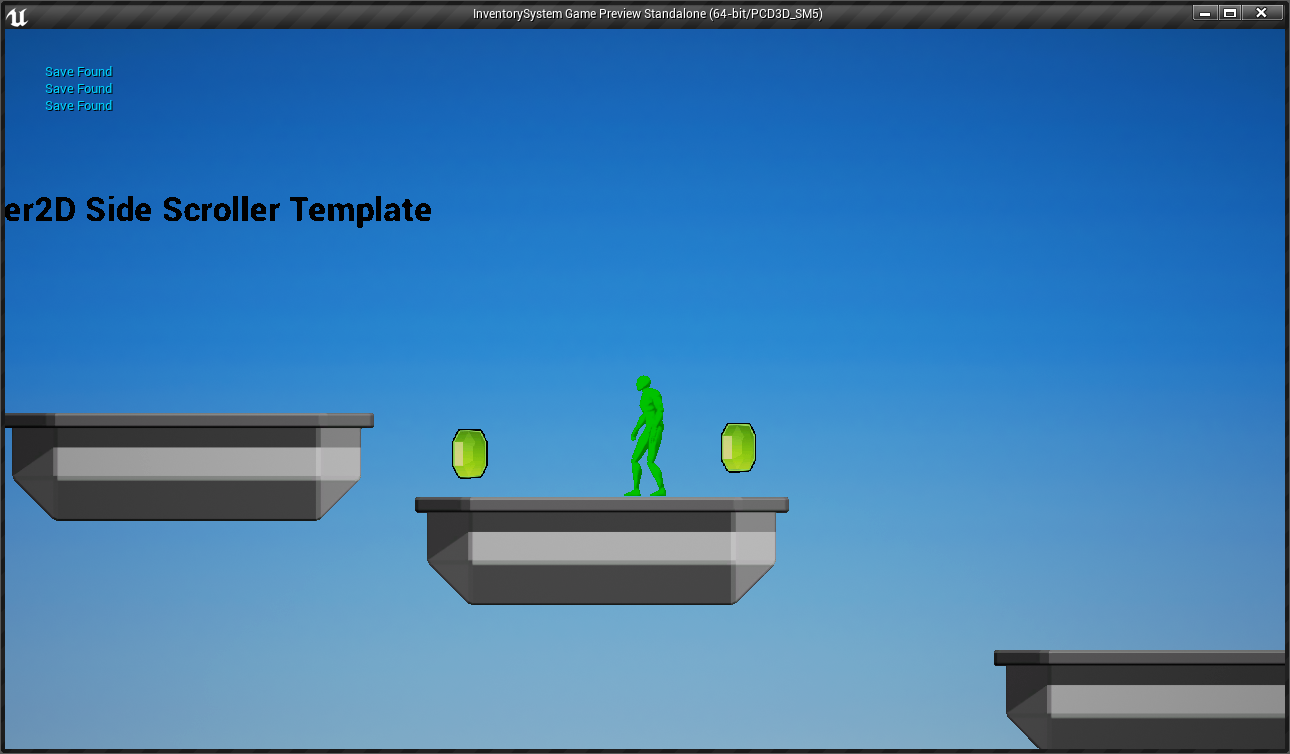 InventorySystem Game Preview Standalone (64-bit/PCD3D_SM5)
Save Found
Save Found
Save Found
er2D Side Scroller Template